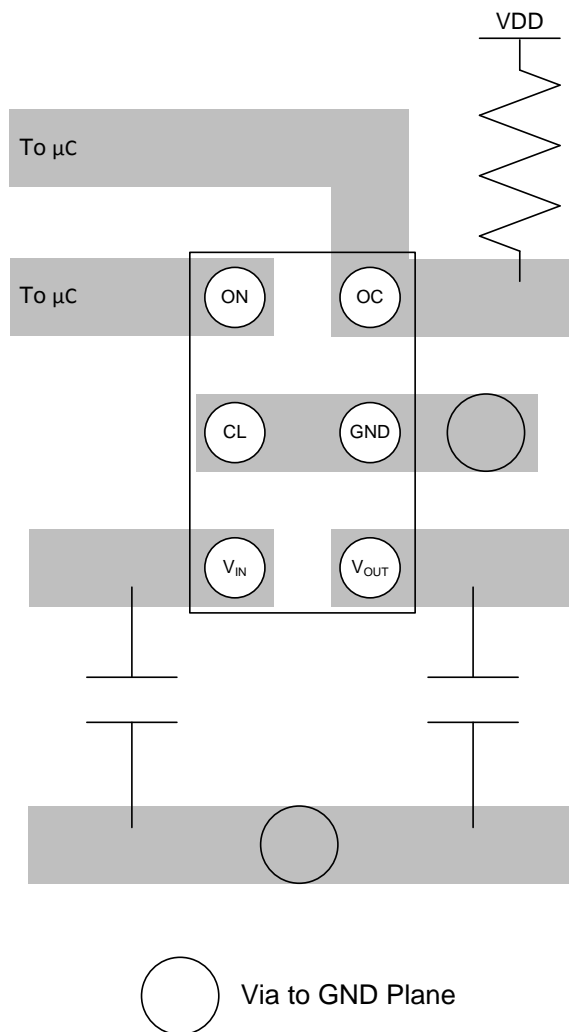 VDD
To μC
To μC
ON
OC
CL
GND
VIN
VOUT
Via to GND Plane